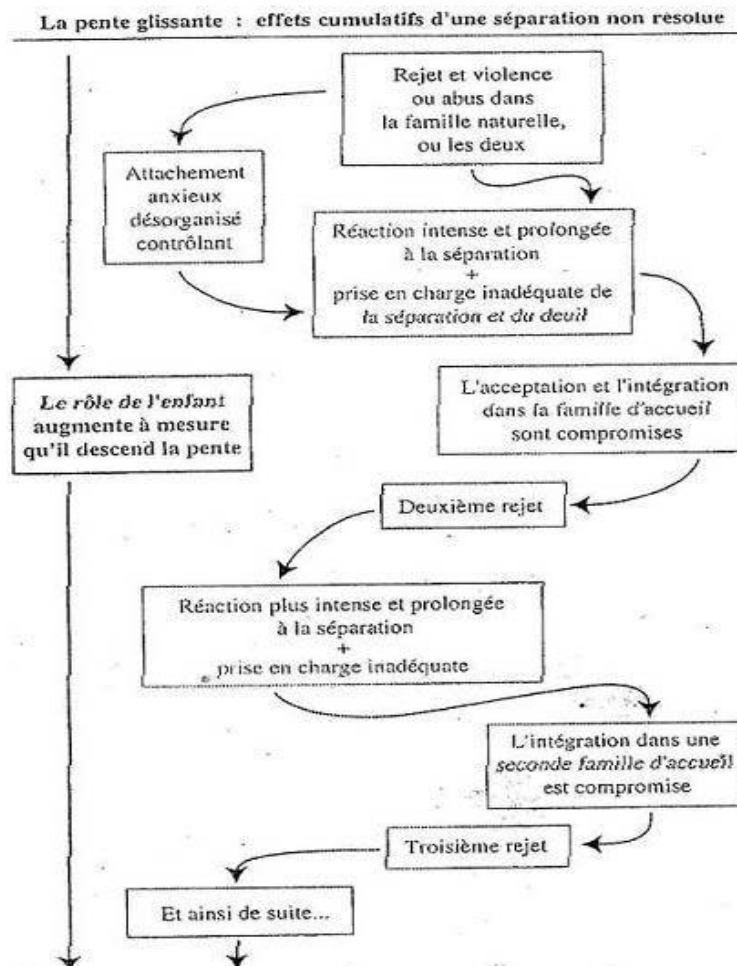 La pente glissante : effets cumulatifs d'une séparation non résolue
Rejet et violence
ou abus dans
la famille naturelle,
ou les deux
Attachement
anxieux
désorganisé
contrôlant
Réaction intense et prolongée
à la séparation
+
prise en charge inadéquate de
la séparation et du deuil
Le rôle de l'enfant
augmente à mesure
qu'il descend la pente
L'acceptation et l'intégration
dans la famille d'accueil
sont compromises
Deuxième rejet
Réaction plus intense et prolongée
à la séparation
+
prise en charge inadéquate
L'intégration dans une
seconde famille d'accueil
est compromise
Troisième rejet
Et ainsi de suite...